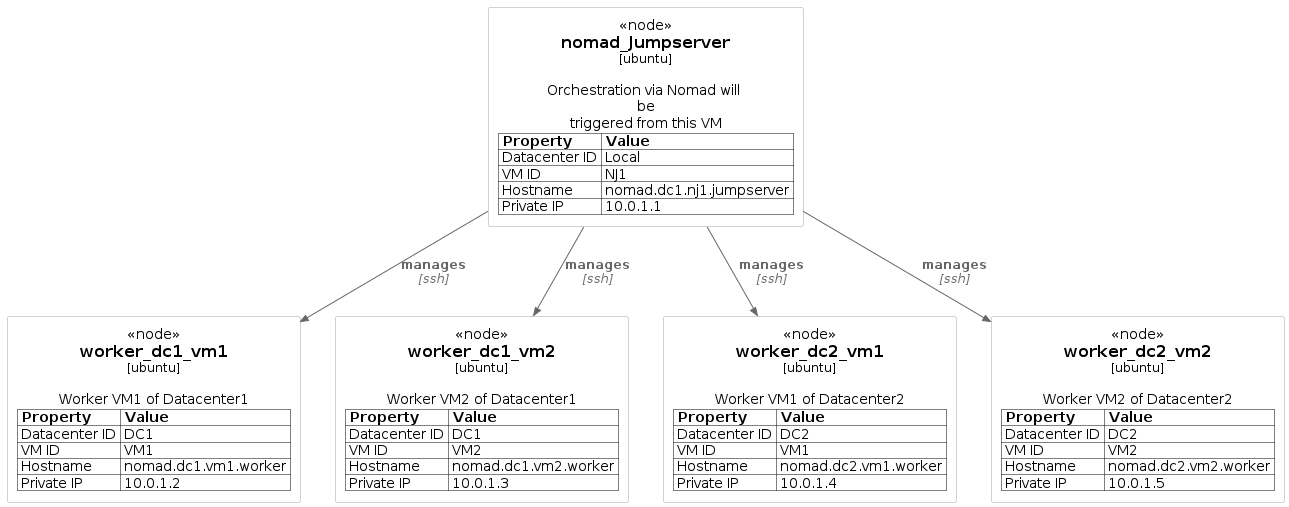 «node»
nomad_Jumpserver
[ubuntu]
Orchestration via Nomad will
be
triggered from this VM
Property Value
Datacenter ID Local
VM ID NJ1
Hostname nomad.dc1.nj1.jumpserver
Private IP 10.0.1.1
manages
[ssh]
manages
[ssh]
manages
[ssh]
manages
[ssh]
«node»
worker_dc1_vm1
[ubuntu]
Worker VM1 of Datacenter1
Property Value
Datacenter ID DC1
VM ID VM1
Hostname nomad.dc1.vm1.worker
Private IP 10.0.1.2
«node»
worker_dc1_vm2
[ubuntu]
Worker VM2 of Datacenter1
Property Value
Datacenter ID DC1
VM ID VM2
Hostname nomad.dc1.vm2.worker
Private IP 10.0.1.3
«node»
worker_dc2_vm1
[ubuntu]
Worker VM1 of Datacenter2
Property Value
Datacenter ID DC2
VM ID VM1
Hostname nomad.dc2.vm1.worker
Private IP 10.0.1.4
«node»
worker_dc2_vm2
[ubuntu]
Worker VM2 of Datacenter2
Property Value
Datacenter ID DC2
VM ID VM2
Hostname nomad.dc2.vm2.worker
Private IP 10.0.1.5